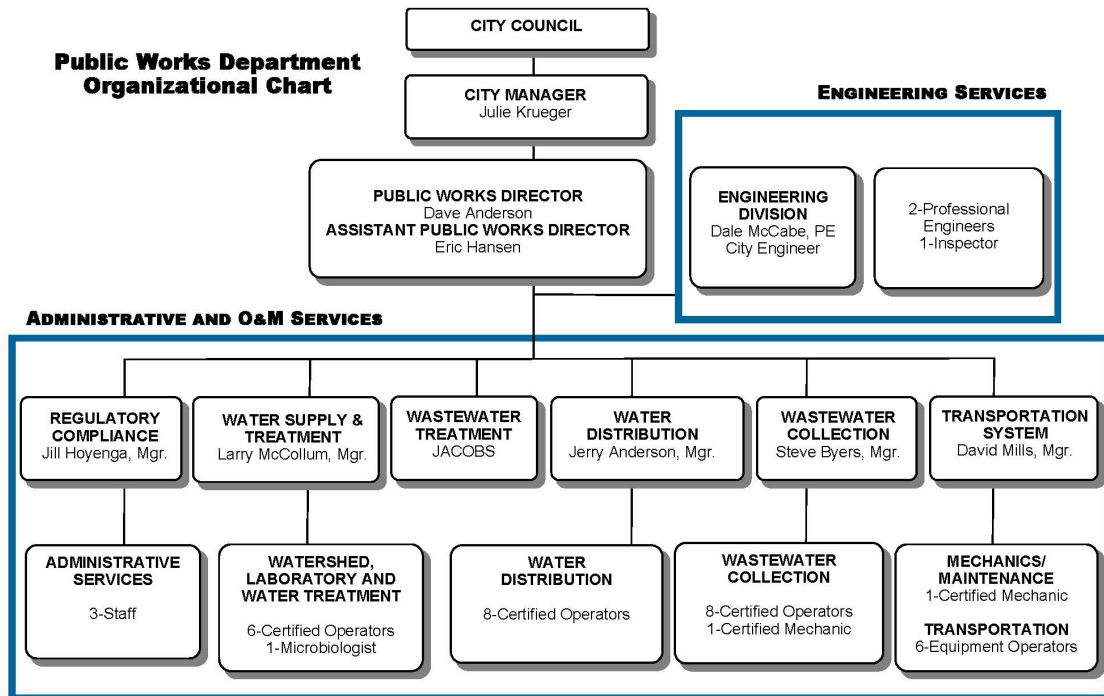 CITY COUNCIL
Public Works Department
Organizational Chart
CITY MANAGER
Julie Krueger
ENGINEERING SERVICES
PUBLIC WORKS DIRECTOR
Dave Anderson
ASSISTANT PUBLIC WORKS DIRECTOR
Eric Hansen
ENGINEERING
DIVISION
Dale McCabe, PE
City Engineer
2-Professional
Engineers
1-Inspector
ADMINISTRATIVE AND O&M SERVICES
REGULATORY
COMPLIANCE
Jill Hoyenga, Mgr.
WATER SUPPLY &
TREATMENT
Larry McCollum, Mgr.
WASTEWATER
TREATMENT
JACOBS
WATER
DISTRIBUTION
Jerry Anderson, Mgr.
WASTEWATER
COLLECTION
Steve Byers, Mgr.
TRANSPORTATION
SYSTEM
David Mills, Mgr.
ADMINISTRATIVE
SERVICES
3-Staff
WATERSHED,
LABORATORY AND
WATER TREATMENT
6-Certified Operators
1-Microbiologist
WATER
DISTRIBUTION
8-Certified Operators
WASTEWATER
COLLECTION
8-Certified Operators
1-Certified Mechanic
MECHANICS/
MAINTENANCE
1-Certified Mechanic
TRANSPORTATION
6-Equipment Operators